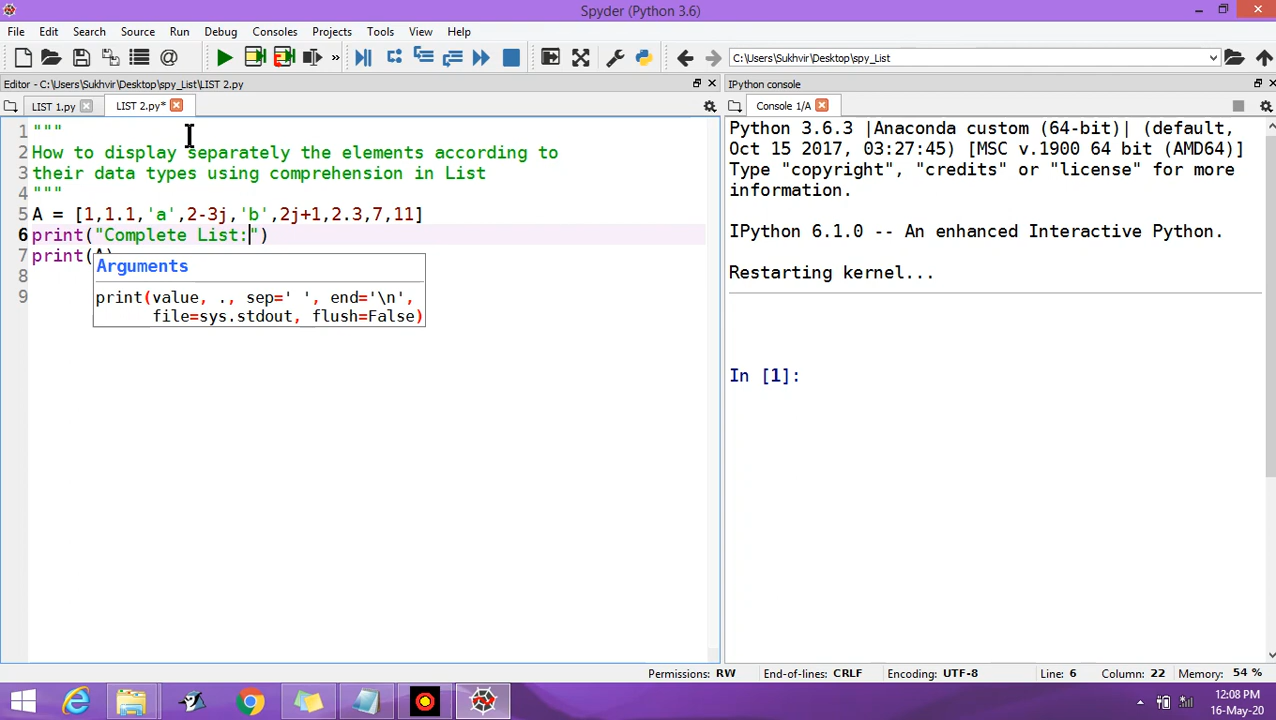 Spyder (Python 3.6)
File Edit Search Source Run Debug Consoles Projects Tools View Help
C:\Users\Sukhvir\Desktop\spy_List
Editor - C:\Users\Sukhvir\Desktop\spy_List\LIST 2.py
IPython console
LIST 1.py
LIST 2.py*
Console 1/A
1 """
2 How to display separately the elements according to
3 their data types using comprehension in List
4 """
5 A = [1,1.1,'a',2-3j,'b',2j+1,2.3,7,11]
6 print("Complete List:")
7 print(A)
8
9
Arguments
print(value, ., sep=' ', end='\n',
file=sys.stdout, flush=False)
Python 3.6.3 |Anaconda custom (64-bit)| (default,
Oct 15 2017, 03:27:45) [MSC v.1900 64 bit (AMD64)]
Type "copyright", "credits" or "license" for more
information.
IPython 6.1.0 -- An enhanced Interactive Python.
Restarting kernel...
In [1]:
Permissions: RW End-of-lines: CRLF Encoding: UTF-8 Line: 6 Column: 22 Memory: 54 %
12:08 PM
16-May-20